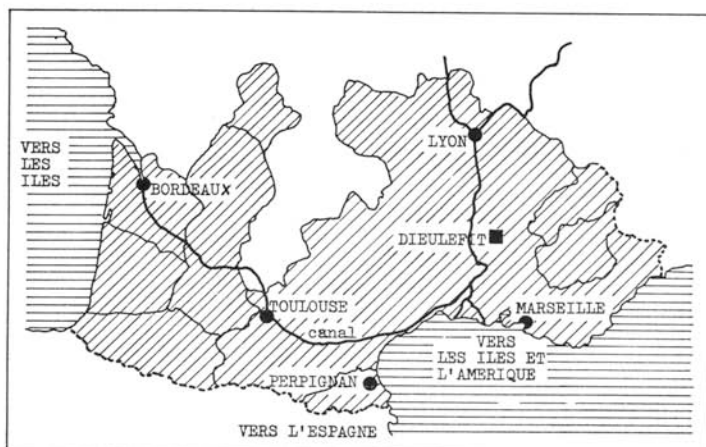 VERS
LES
ILES
BORDEAUX
LYON
DIEULEFIT
TOULOUSE
canal
MARSEILLE
VERS
LES ILES ET
L'AMERIQUE
PERPIGNAN
VERS L'ESPAGNE